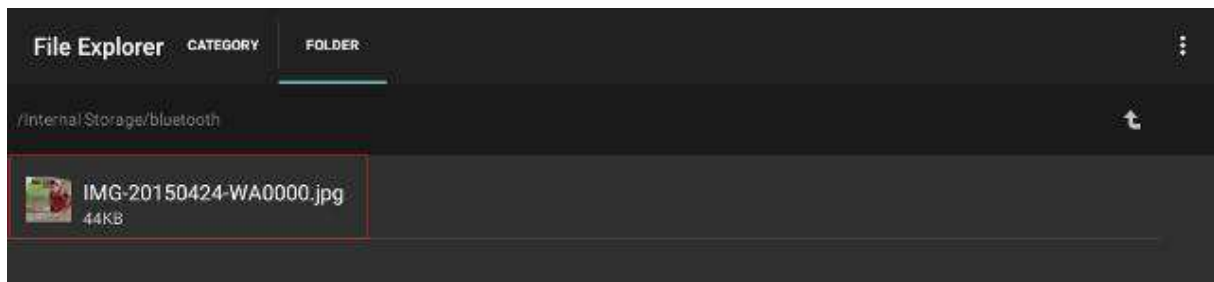 File Explorer CATEGORY FOLDER
/Internal Storage/bluetooth
IMG-20150424-WA0000.jpg
44KB